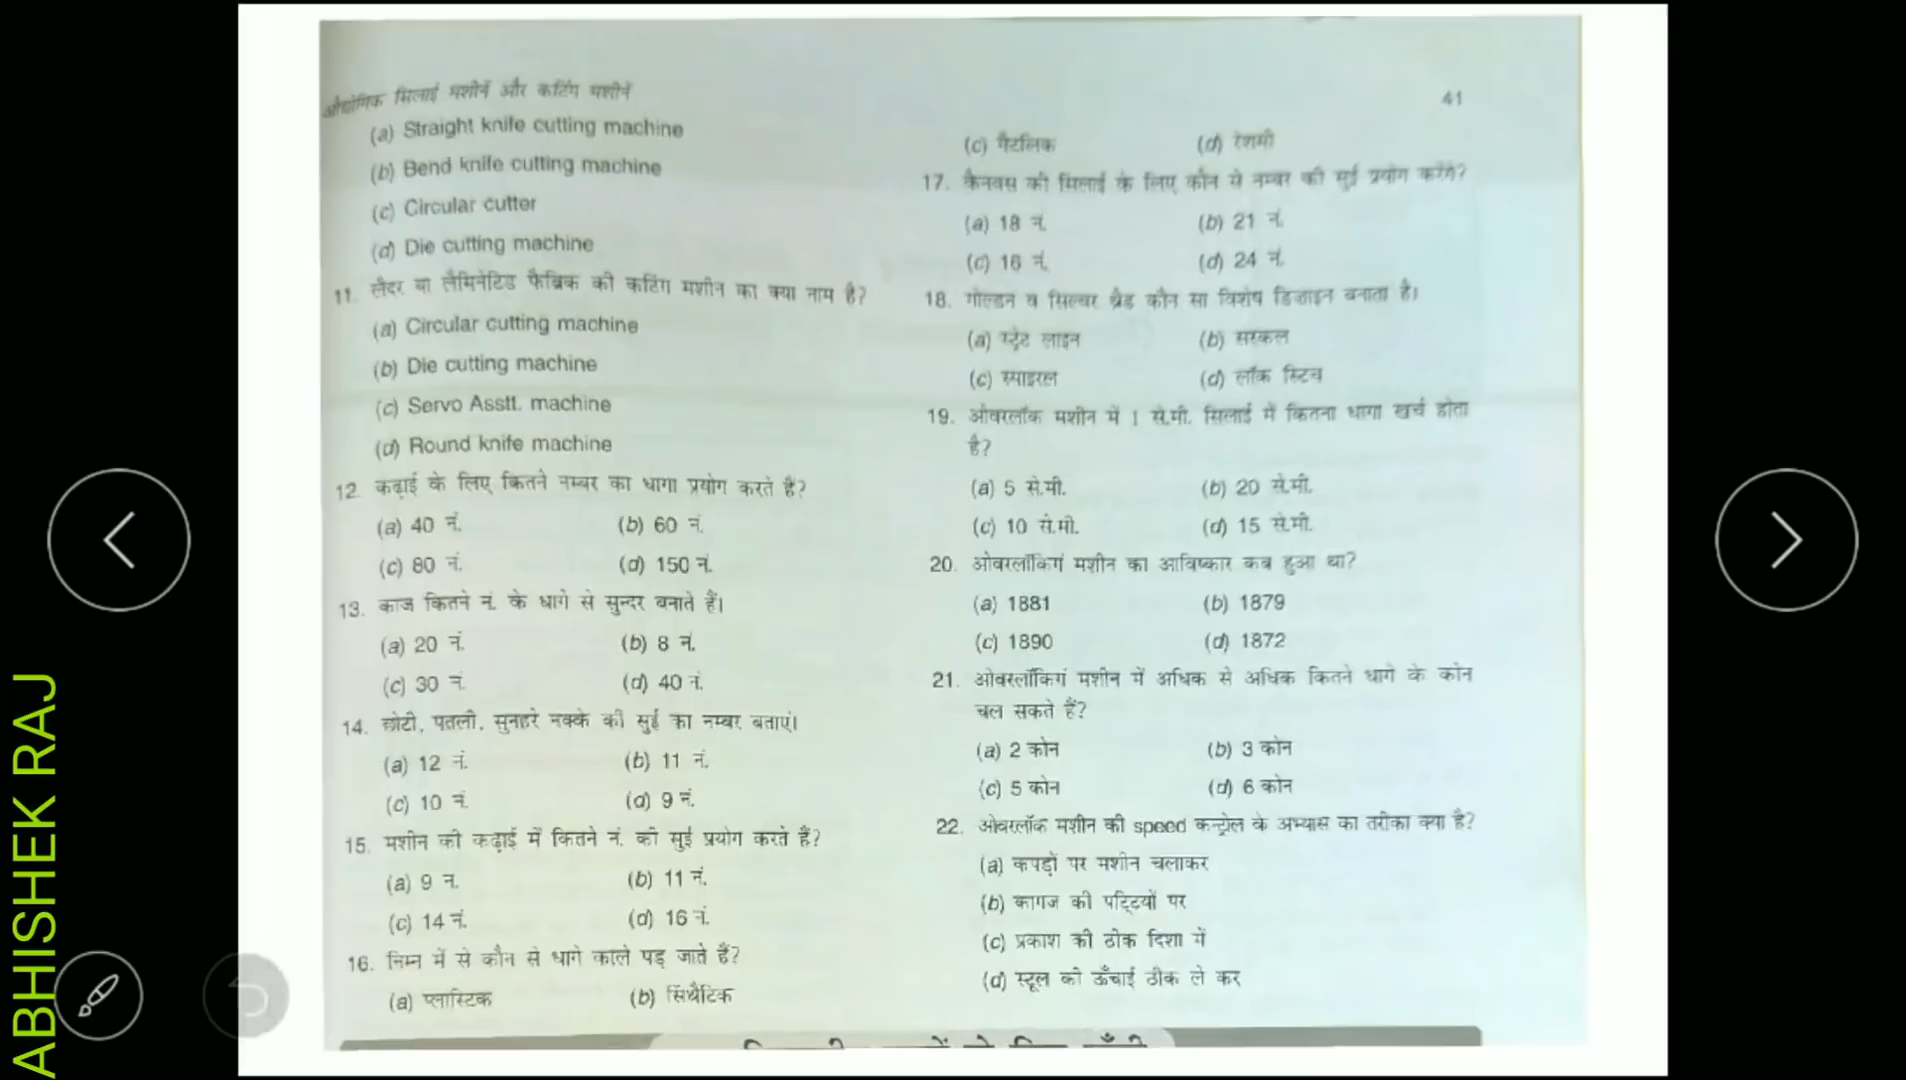 औद्योगिक सिलाई मशीनें और कटिंग मशीनें
41
(a) Straight knife cutting machine
(b) Bend knife cutting machine
(c) Circular cutter
(d) Die cutting machine
11. लैदर या लैमिनेटिड फैब्रिक की कटिंग मशीन का क्या नाम है?
(a) Circular cutting machine
(b) Die cutting machine
(c) Servo Asstt. machine
(d) Round knife machine
12. कढ़ाई के लिए कितने नम्बर का धागा प्रयोग करते हैं?
(a) 40 नं. (b) 60 नं.
(c) 80 नं. (d) 150 नं.
13. काज कितने नं. के धागे से सुन्दर बनाते हैं।
(a) 20 नं. (b) 8 नं.
(c) 30 नं. (d) 40 नं.
14. छोटी, पतली, सुनहरे नक्के की सुई का नम्बर बताएं।
(a) 12 नं. (b) 11 नं.
(c) 10 नं. (d) 9 नं.
15. मशीन की कढ़ाई में कितने नं. की सुई प्रयोग करते हैं?
(a) 9 नं. (b) 11 नं.
(c) 14 नं. (d) 16 नं.
16. निम्न में से कौन से धागे काले पड़ जाते हैं?
(a) प्लास्टिक (b) सिंथैटिक
(c) मैटलिक (d) रेशमी
17. कैनवस की सिलाई के लिए कौन से नम्बर की सुई प्रयोग करेंगे?
(a) 18 नं. (b) 21 नं.
(c) 16 नं. (d) 24 नं.
18. गोल्डन व सिल्वर थ्रैड कौन सा विशेष डिजाइन बनाता है।
(a) स्ट्रेट लाइन (b) सरकल
(c) स्पाइरल (d) लॉक स्टिच
19. ओवरलॉक मशीन में 1 से.मी. सिलाई में कितना धागा खर्च होता
है?
(a) 5 से.मी. (b) 20 से.मी.
(c) 10 से.मी. (d) 15 से.मी.
20. ओवरलॉकिगं मशीन का आविष्कार कब हुआ था?
(a) 1881 (b) 1879
(c) 1890 (d) 1872
21. ओवरलॉकिगं मशीन में अधिक से अधिक कितने धागे के कोन
चल सकते हैं?
(a) 2 कोन (b) 3 कोन
(c) 5 कोन (d) 6 कोन
22. ओवरलॉक मशीन की speed कन्ट्रोल के अभ्यास का तरीका क्या है?
(a) कपड़ों पर मशीन चलाकर
(b) कागज की पट्टियों पर
(c) प्रकाश की ठीक दिशा में
(d) स्टूल को ऊँचाई ठीक ले कर
ABHISHEK RAJ